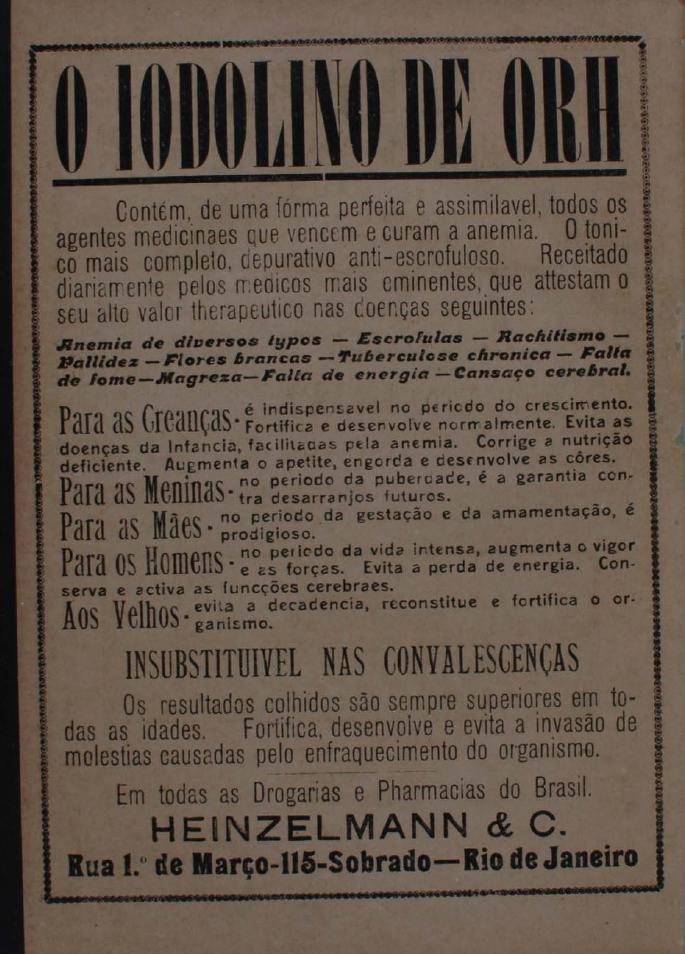 O IODOLINO DE ORH
Contém, de uma fórma perfeita e assimilavel, todos os
agentes medicinaes que vencem e curam a anemia. O toni-
co mais completo, depurativo anti-escrofuloso. Receitado
diariamente pelos medicos mais eminentes, que attestam o
seu alto valor therapeutico nas doenças seguintes:
Anemia de diversos typos — Escrofulas — Rachitismo —
Pallidez — Flores brancas — Tuberculose chronica — Falta
de fome — Magreza — Falta de energia — Cansaço cerebral.
Para as Creanças - é indispensavel no periodo do crescimento.
Fortifica e desenvolve normalmente. Evita as
doenças da Infancia, facilitadas pela anemia. Corrige a nutrição
deficiente. Augmenta o apetite, engorda e desenvolve as côres.
Para as Meninas - no periodo da puberdade, é a garantia con-
tra desarranjos futuros.
Para as Mães - no periodo da gestação e da amamentação, é
prodigioso.
Para os Homens - no periodo da vida intensa, augmenta o vigor
e as forças. Evita a perda de energia. Con-
serva e activa as funcções cerebraes.
Aos Velhos - evita a decadencia, reconstitue e fortifica o or-
ganismo.
INSUBSTITUIVEL NAS CONVALESCENÇAS
Os resultados colhidos são sempre superiores em to-
das as idades. Fortifica, desenvolve e evita a invasão de
molestias causadas pelo enfraquecimento do organismo.
Em todas as Drogarias e Pharmacias do Brasil.
HEINZELMANN & C.
Rua 1.º de Março-115-Sobrado—Rio de Janeiro